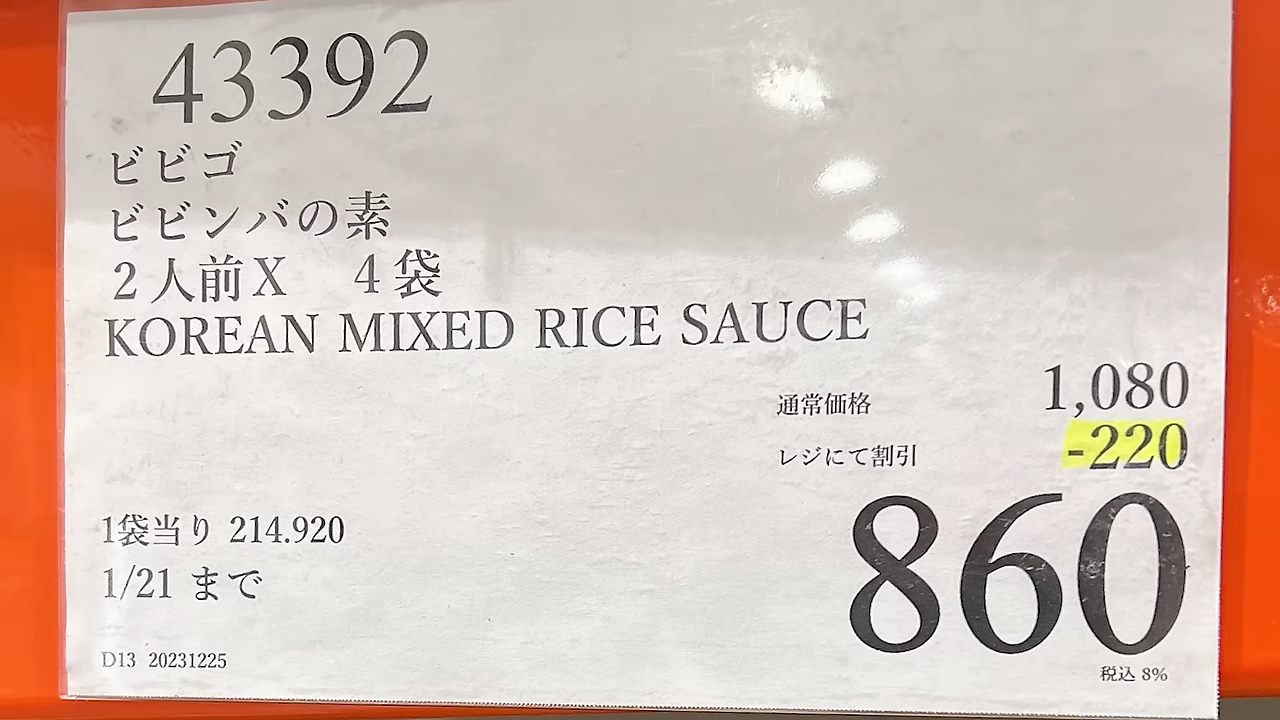 43392
ビビゴ
ビビンバの素
２人前Ｘ　４袋
KOREAN MIXED RICE SAUCE
通常価格 1,080
レジにて割引 -220
860
1袋当り 214.920
1/21 まで
D13 20231225
税込 8%